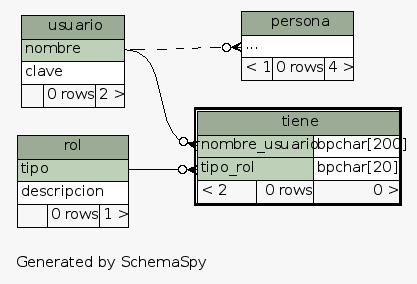 usuario
nombre
clave
0 rows 2 >
persona
...
< 1 0 rows 4 >
tiene
nombre_usuario bpchar[200]
tipo_rol bpchar[20]
< 2 0 rows 0 >
rol
tipo
descripcion
0 rows 1 >
Generated by SchemaSpy